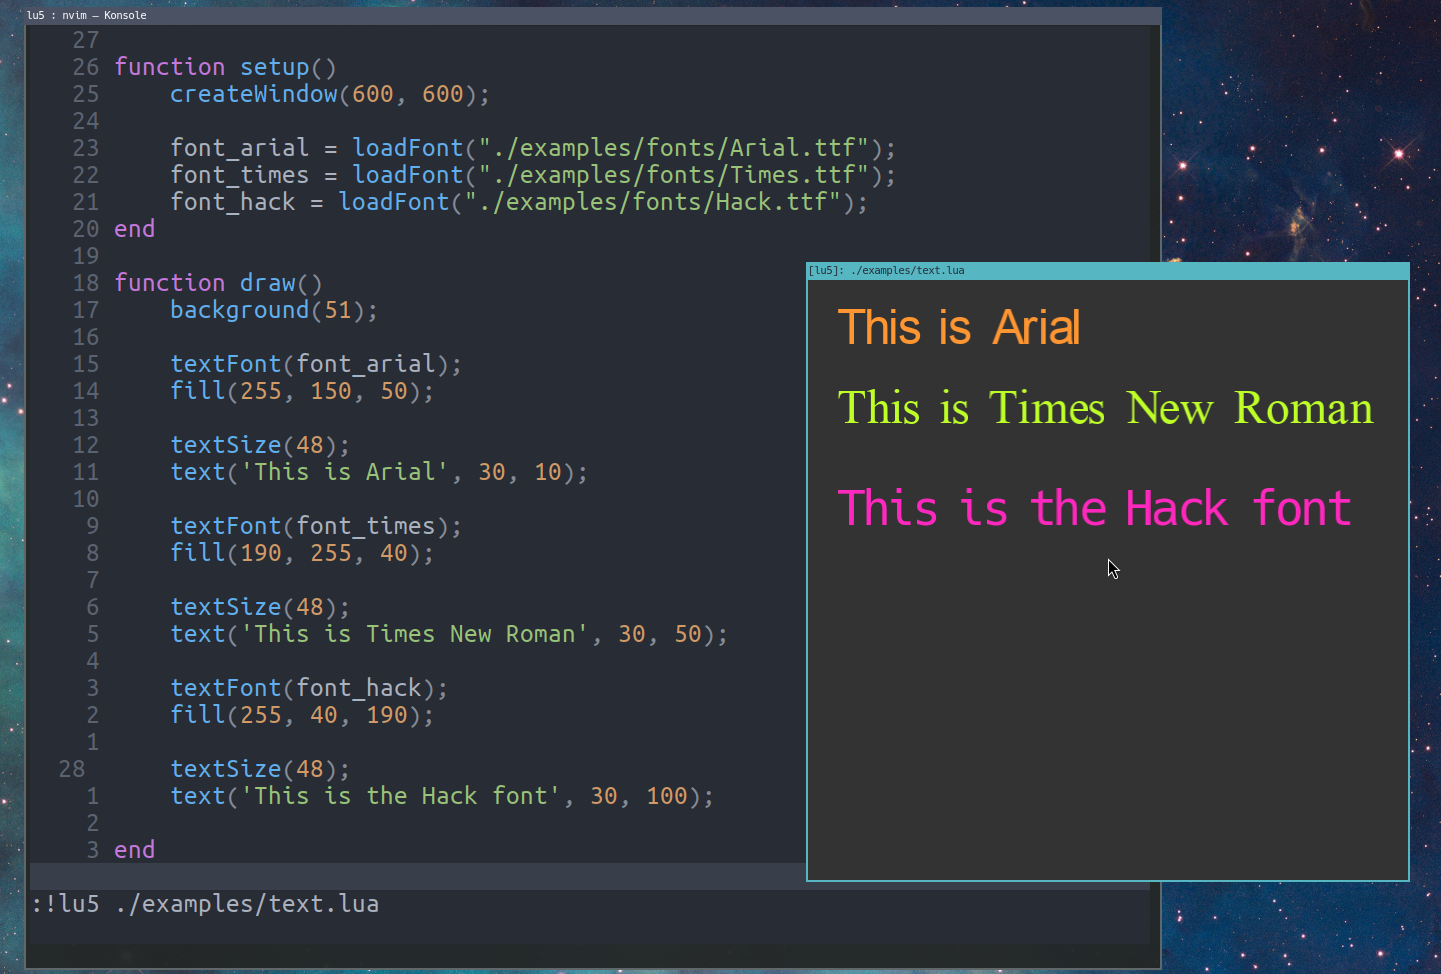 lu5 : nvim — Konsole
27
26 function setup()
25     createWindow(600, 600);
24
23     font_arial = loadFont("./examples/fonts/Arial.ttf");
22     font_times = loadFont("./examples/fonts/Times.ttf");
21     font_hack = loadFont("./examples/fonts/Hack.ttf");
20 end
19
18 function draw()
17     background(51);
16
15     textFont(font_arial);
14     fill(255, 150, 50);
13
12     textSize(48);
11     text('This is Arial', 30, 10);
10
9     textFont(font_times);
8     fill(190, 255, 40);
7
6     textSize(48);
5     text('This is Times New Roman', 30, 50);
4
3     textFont(font_hack);
2     fill(255, 40, 190);
1
28     textSize(48);
1     text('This is the Hack font', 30, 100);
2
3 end
:!lu5 ./examples/text.lua
[lu5]: ./examples/text.lua
This is Arial
This is Times New Roman
This is the Hack font